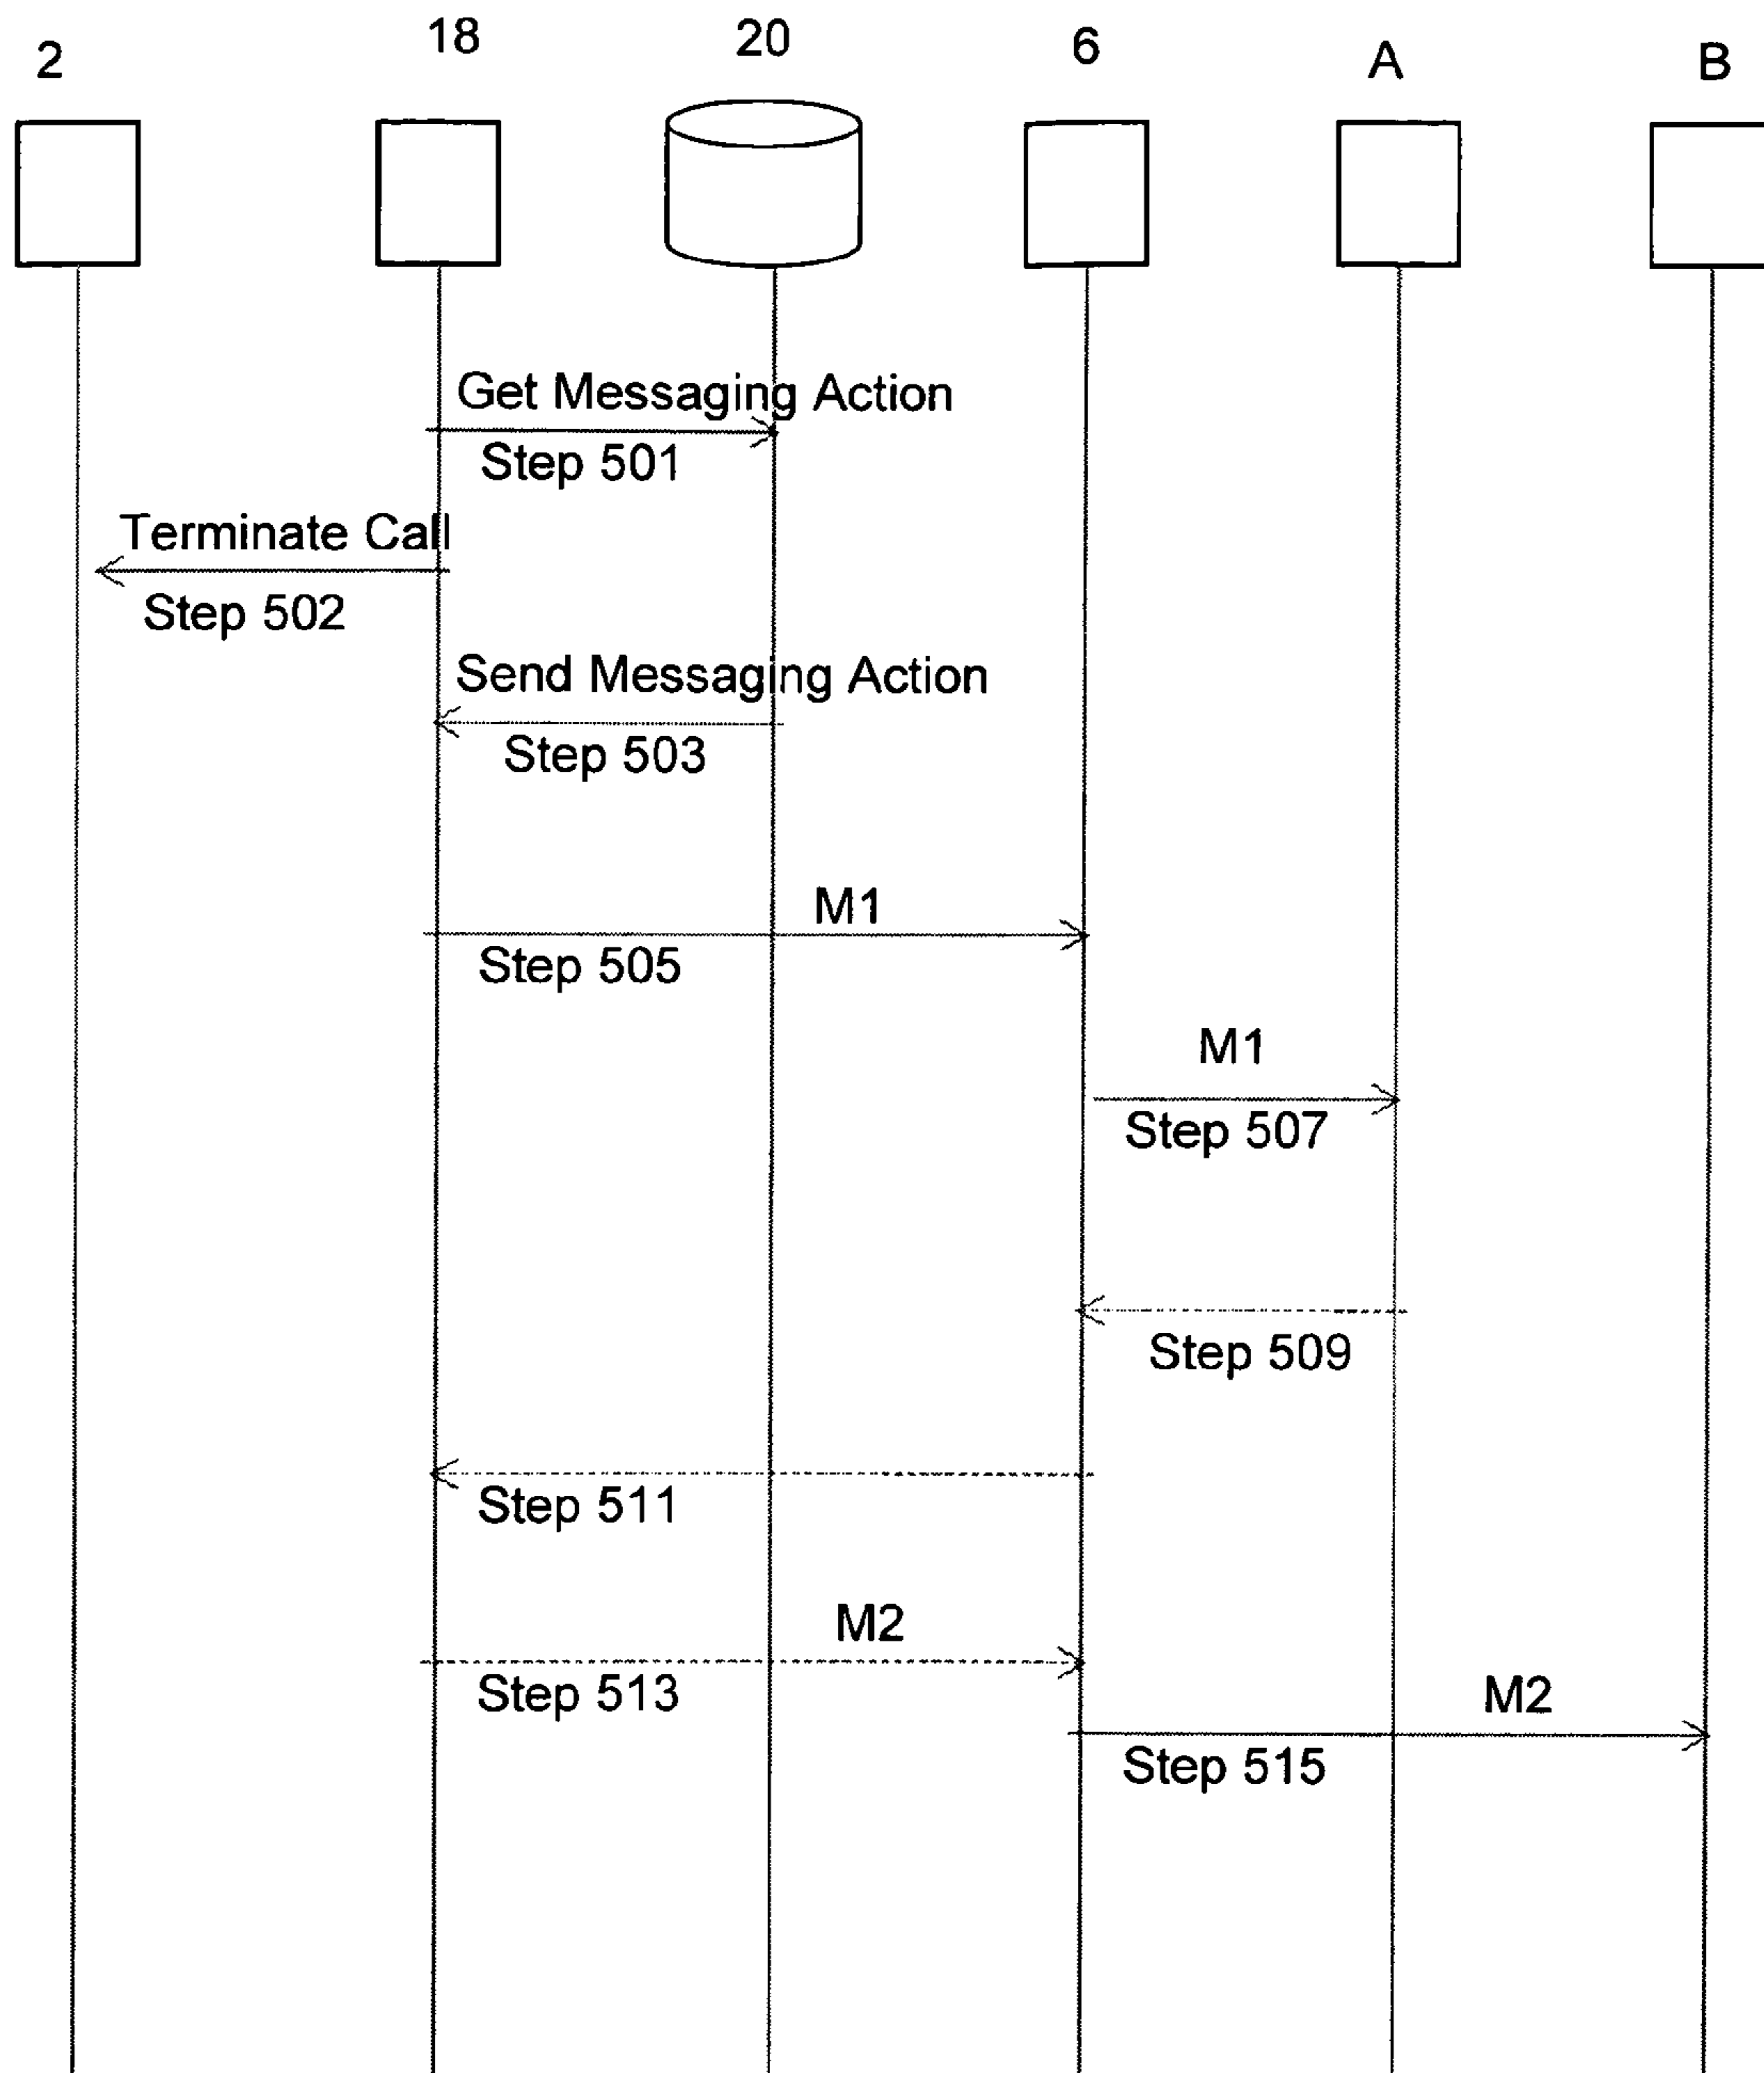 2
18
20
6
A
B
Get Messaging Action
Step 501
Terminate Call
Step 502
Send Messaging Action
Step 503
M1
Step 505
M1
Step 507
Step 509
Step 511
M2
Step 513
M2
Step 515